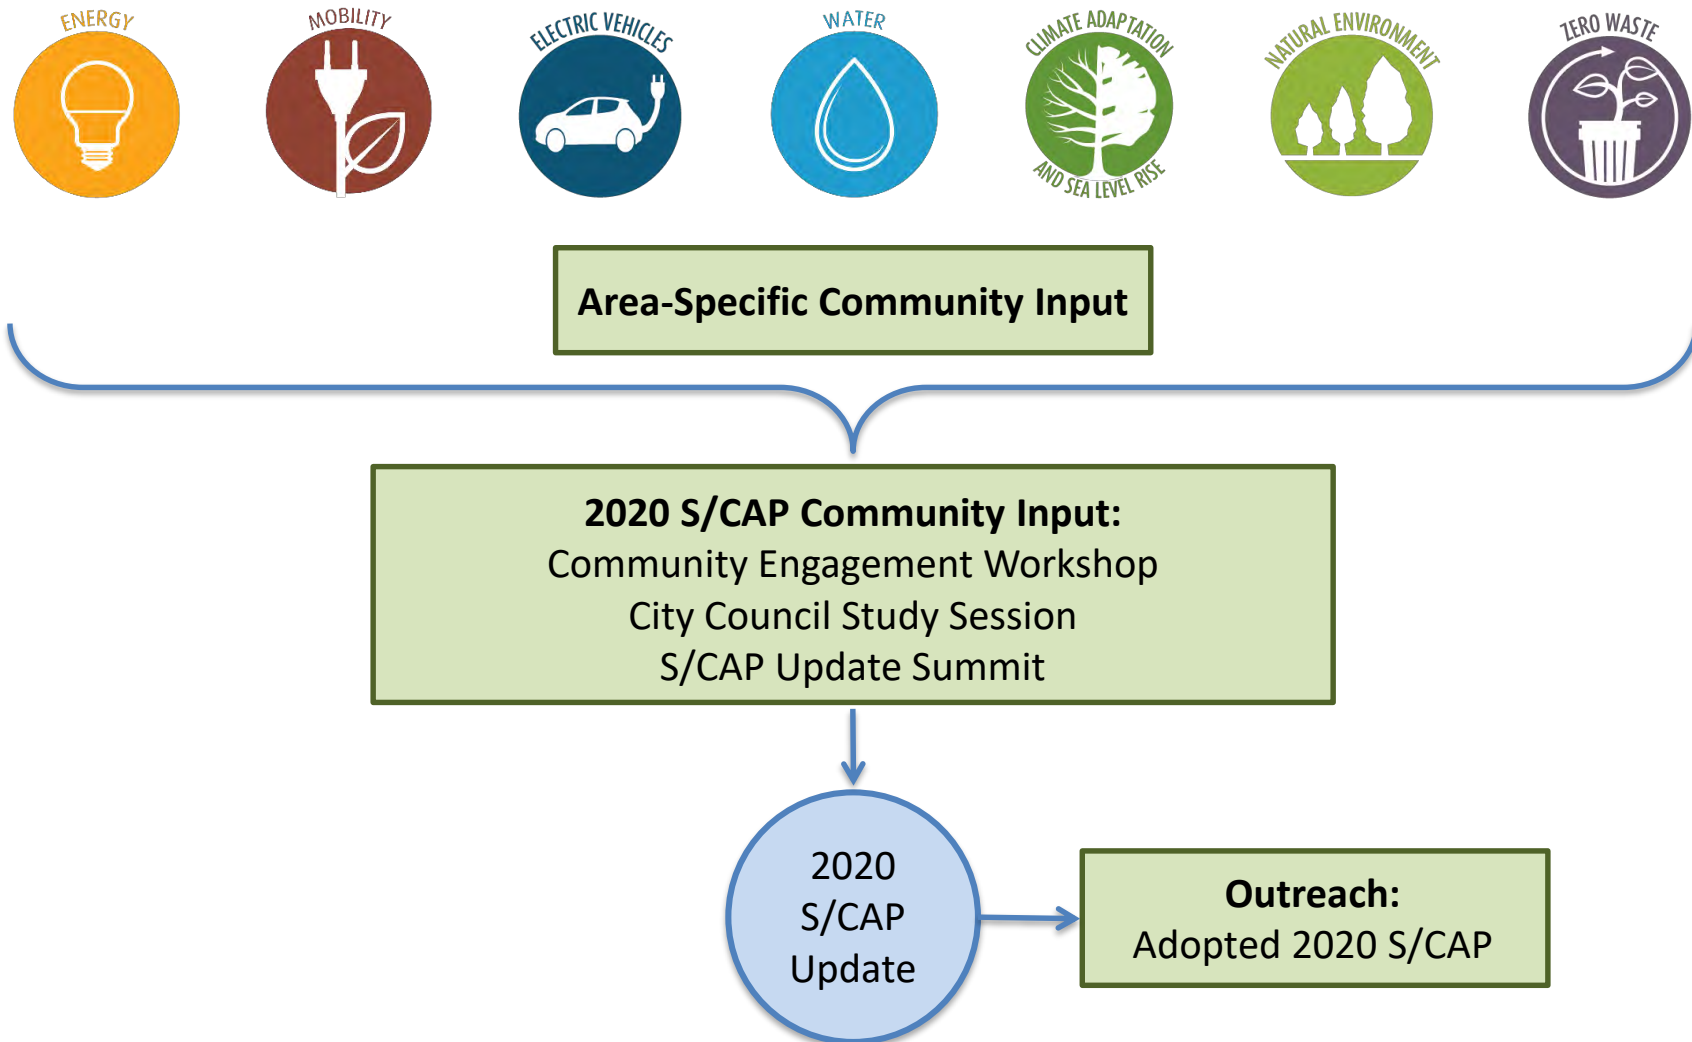 ENERGY
MOBILITY
ELECTRIC VEHICLES
WATER
CLIMATE ADAPTATION
AND SEA LEVEL RISE
NATURAL ENVIRONMENT
ZERO WASTE
Area-Specific Community Input
2020 S/CAP Community Input:
Community Engagement Workshop
City Council Study Session
S/CAP Update Summit
2020
S/CAP
Update
Outreach:
Adopted 2020 S/CAP